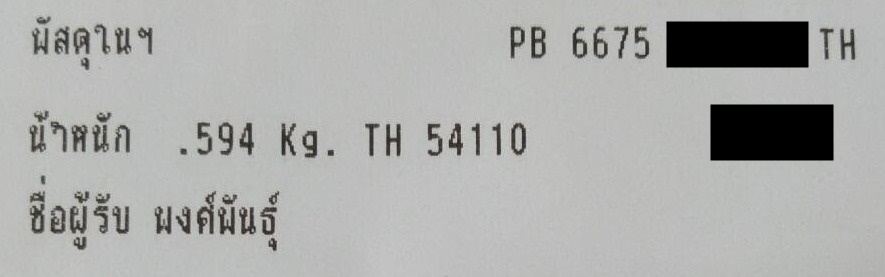 พัสดุในฯ PB 6675 TH
น้ำหนัก .594 Kg. TH 54110
ชื่อผู้รับ พงศ์พันธุ์